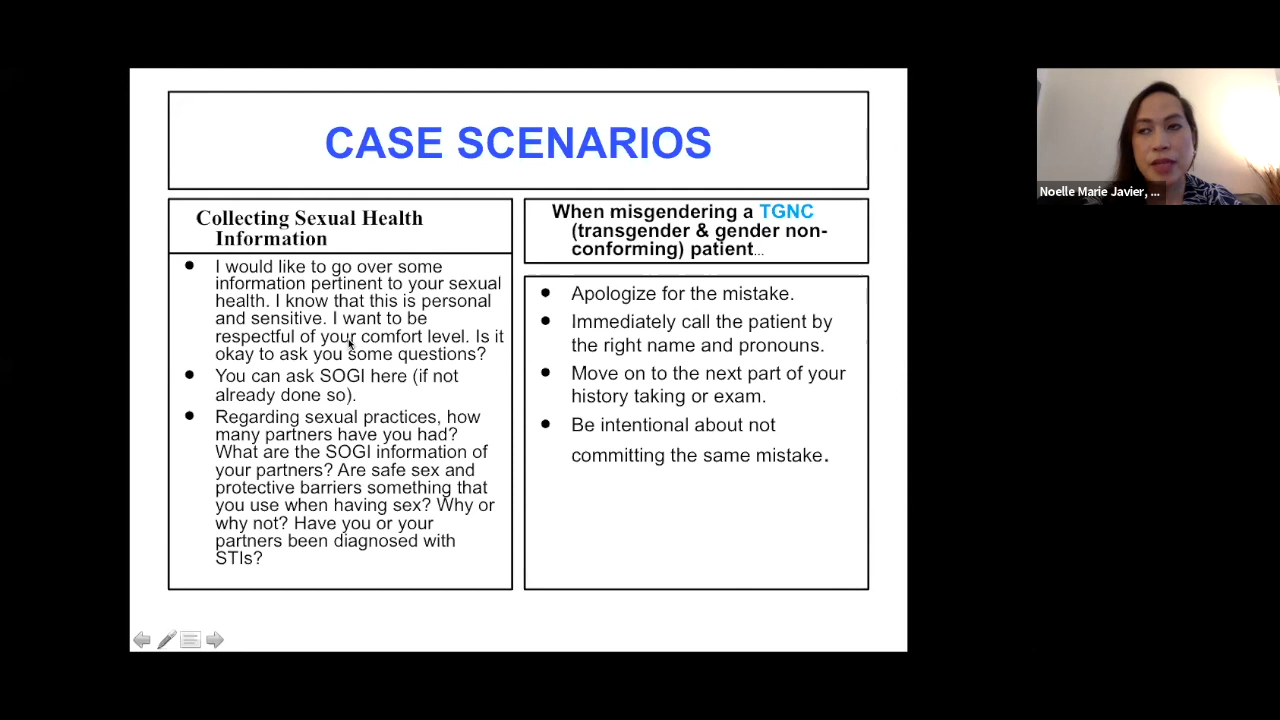 CASE SCENARIOS
Collecting Sexual Health
Information
I would like to go over some
information pertinent to your sexual
health. I know that this is personal
and sensitive. I want to be
respectful of your comfort level. Is it
okay to ask you some questions?
You can ask SOGI here (if not
already done so).
Regarding sexual practices, how
many partners have you had?
What are the SOGI information of
your partners? Are safe sex and
protective barriers something that
you use when having sex? Why or
why not? Have you or your
partners been diagnosed with
STIs?
When misgendering a TGNC
(transgender & gender non-
conforming) patient...
Apologize for the mistake.
Immediately call the patient by
the right name and pronouns.
Move on to the next part of your
history taking or exam.
Be intentional about not
committing the same mistake.
Noelle Marie Javier, ...